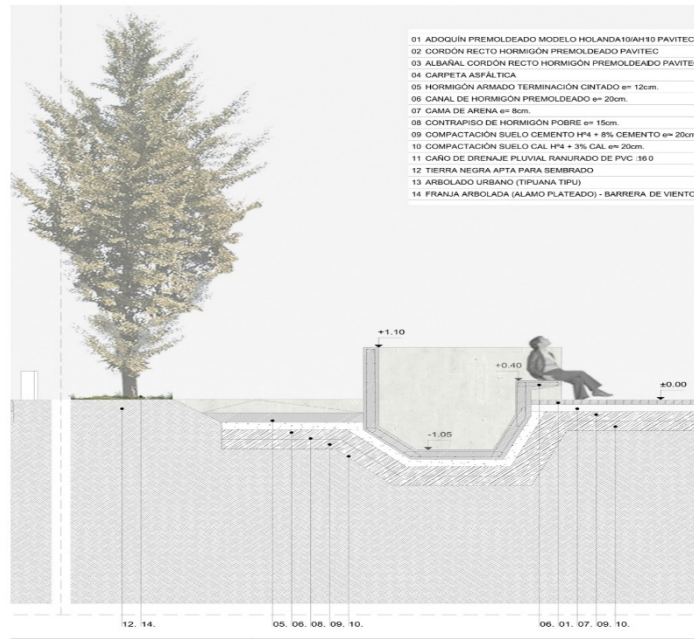 01 ADOQUÍN PREMOLDEADO MODELO HOLANDA10/AH10 PAVITEC
02 CORDÓN RECTO HORMIGÓN PREMOLDEADO PAVITEC
03 ALBAÑAL CORDÓN RECTO HORMIGÓN PREMOLDEADO PAVITEC
04 CARPETA ASFÁLTICA
05 HORMIGÓN ARMADO TERMINACIÓN CINTADO e= 12cm.
06 CANAL DE HORMIGÓN PREMOLDEADO e= 20cm.
07 CAMA DE ARENA e= 8cm.
08 CONTRAPISO DE HORMIGÓN POBRE e= 15cm.
09 COMPACTACIÓN SUELO CEMENTO Hº4 + 8% CEMENTO e= 20cm
10 COMPACTACIÓN SUELO CAL Hº4 + 3% CAL e= 20cm.
11 CAÑO DE DRENAJE PLUVIAL RANURADO DE PVC :160
12 TIERRA NEGRA APTA PARA SEMBRADO
13 ARBOLADO URBANO (TIPUANA TIPU)
14 FRANJA ARBOLADA (ALAMO PLATEADO) - BARRERA DE VIENTO
+1.10
+0.40
±0.00
-1.05
12. 14. 05. 06. 08. 09. 10. 06. 01. 07. 09. 10.